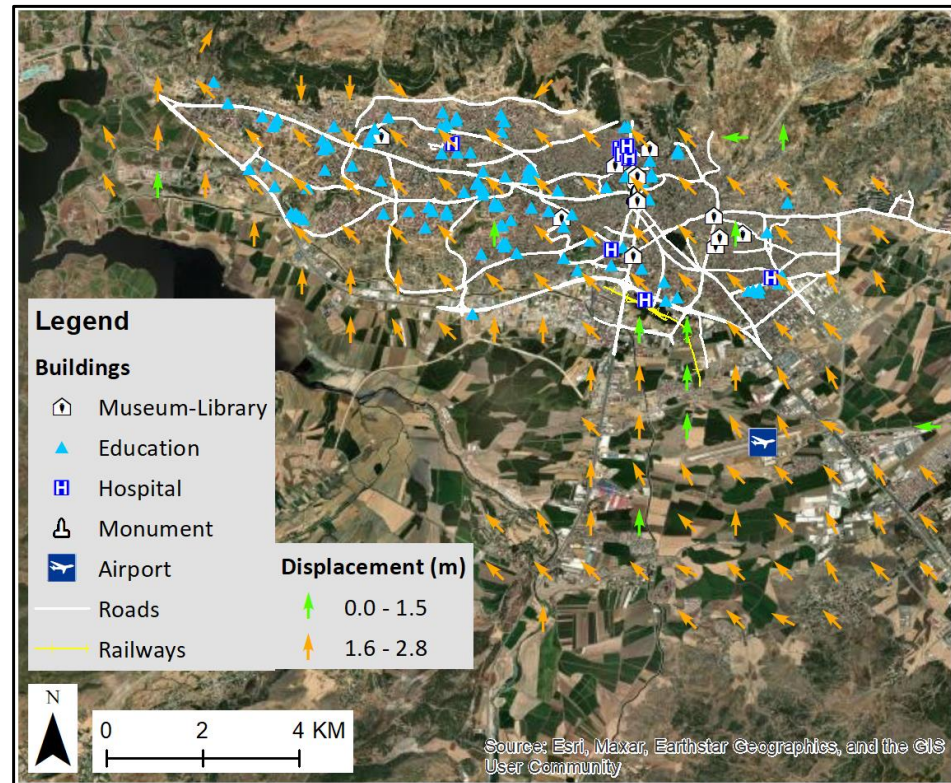 Legend
Buildings
Museum-Library
Education
H Hospital
Monument
Airport
Roads
Railways
Displacement (m)
0.0 - 1.5
1.6 - 2.8
N
0 2 4 KM
Source: Esri, Maxar, Earthstar Geographics, and the GIS
User Community
H
H
H
H
H
H
H